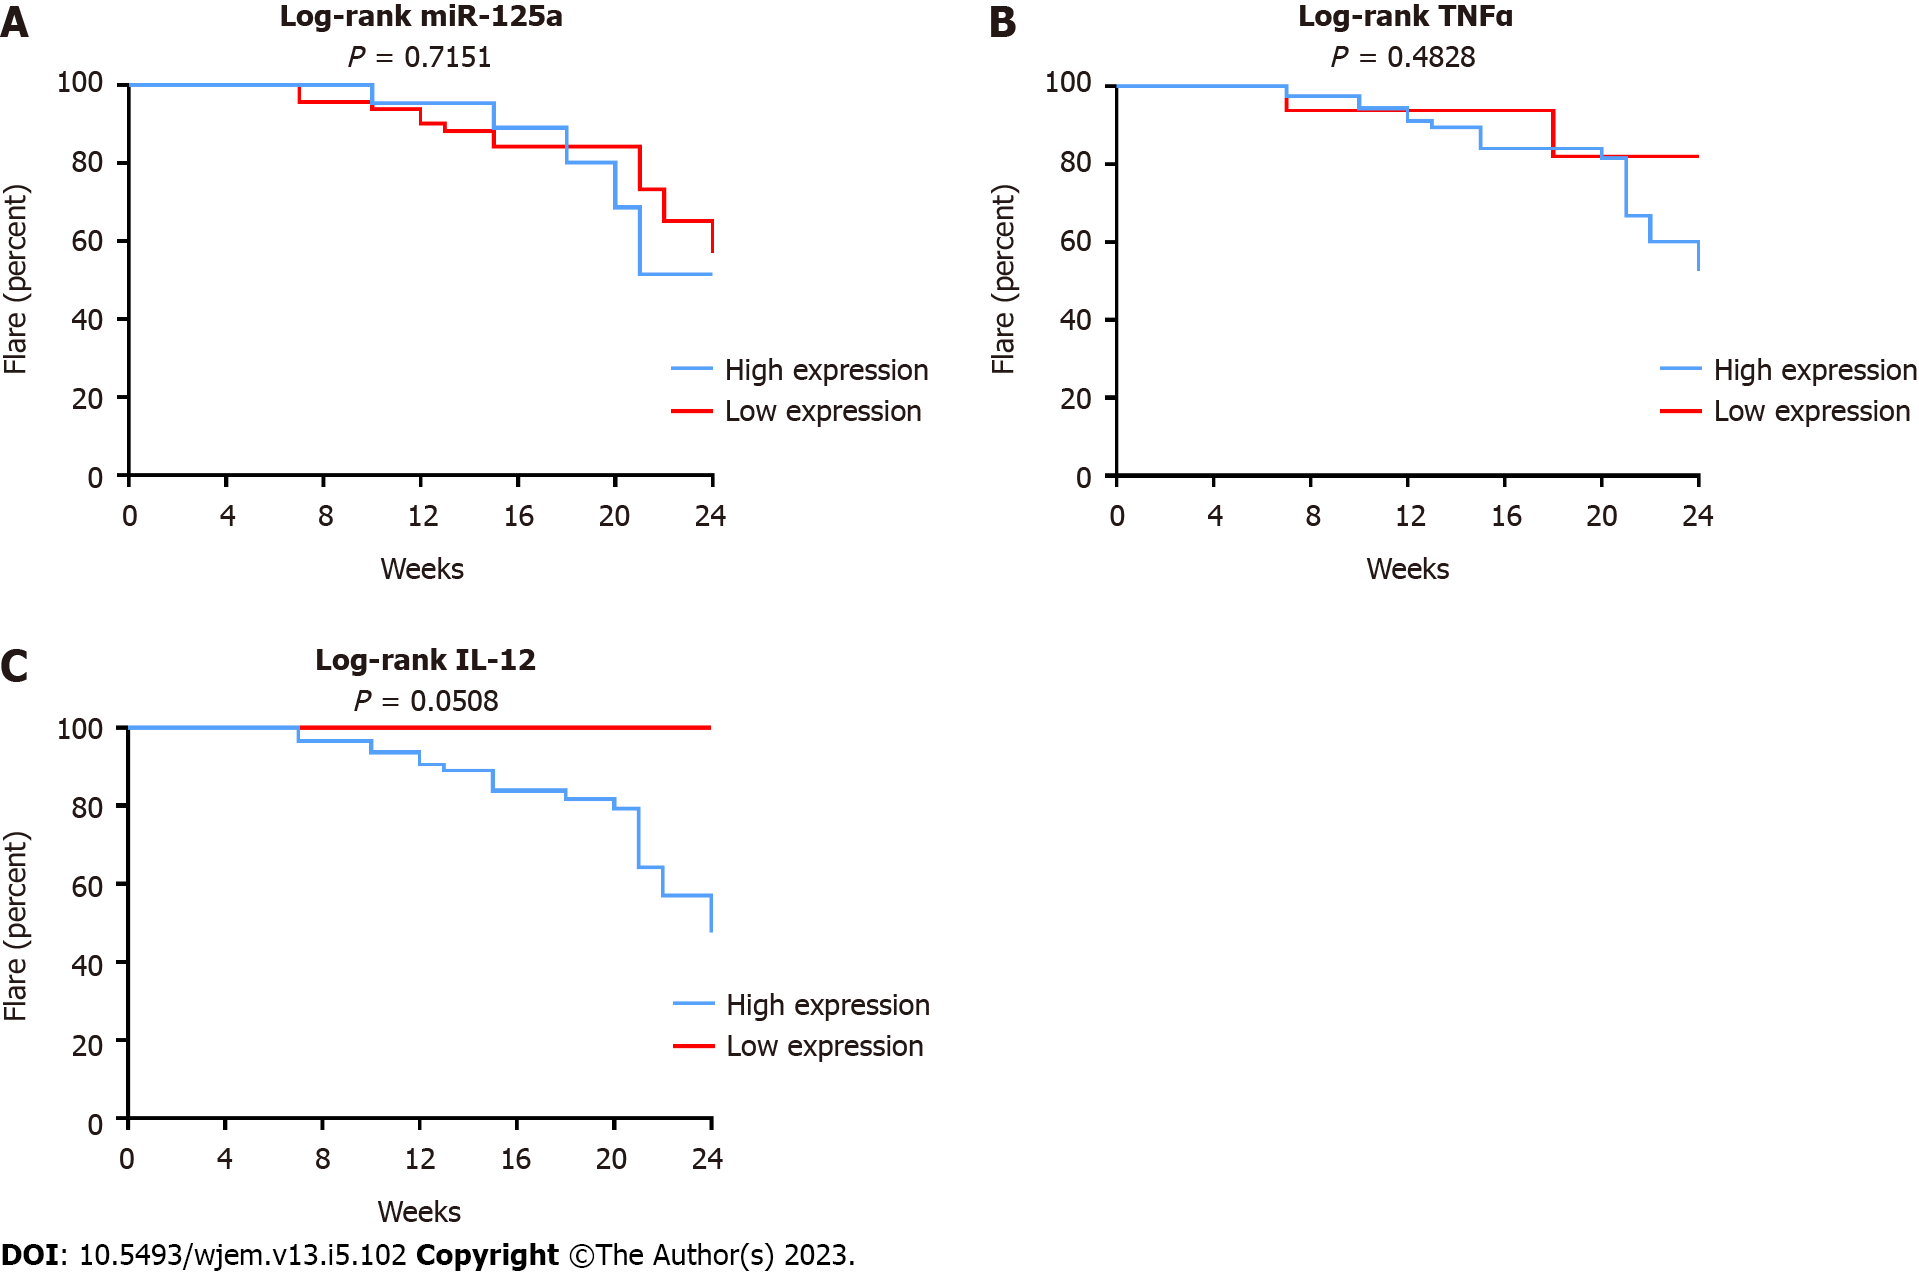 A
Log-rank miR-125a
P = 0.7151
100
80
60
40
20
0
Flare (percent)
0 4 8 12 16 20 24
Weeks
High expression
Low expression
B
Log-rank TNFα
P = 0.4828
100
80
60
40
20
0
Flare (percent)
0 4 8 12 16 20 24
Weeks
High expression
Low expression
C
Log-rank IL-12
P = 0.0508
100
80
60
40
20
0
Flare (percent)
0 4 8 12 16 20 24
Weeks
High expression
Low expression
DOI: 10.5493/wjem.v13.i5.102 Copyright ©The Author(s) 2023.